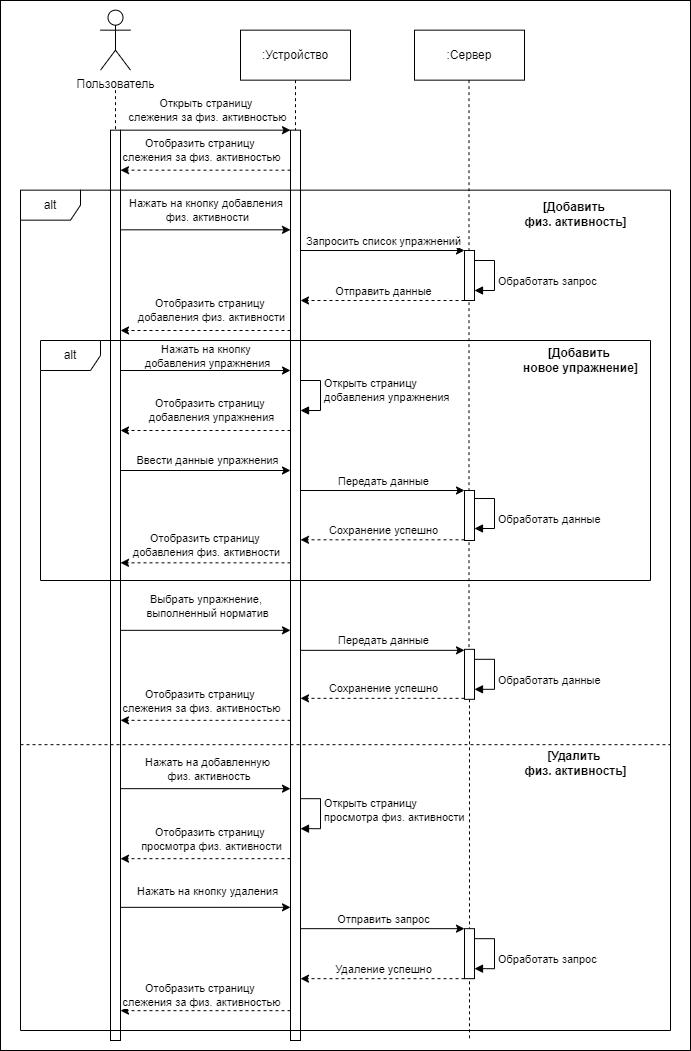 Пользователь
:Устройство
:Сервер
Открыть страницу
слежения за физ. активностью
Отобразить страницу
слежения за физ. активностью
alt
[Добавить
физ. активность]
Нажать на кнопку добавления
физ. активности
Запросить список упражнений
Обработать запрос
Отправить данные
Отобразить страницу
добавления физ. активности
alt
[Добавить
новое упражнение]
Нажать на кнопку
добавления упражнения
Открыть страницу
добавления упражнения
Отобразить страницу
добавления упражнения
Ввести данные упражнения
Передать данные
Обработать данные
Сохранение успешно
Отобразить страницу
добавления физ. активности
Выбрать упражнение,
выполненный норматив
Передать данные
Обработать данные
Сохранение успешно
Отобразить страницу
слежения за физ. активностью
[Удалить
физ. активность]
Нажать на добавленную
физ. активность
Открыть страницу
просмотра физ. активности
Отобразить страницу
просмотра физ. активности
Нажать на кнопку удаления
Отправить запрос
Обработать запрос
Удаление успешно
Отобразить страницу
слежения за физ. активностью